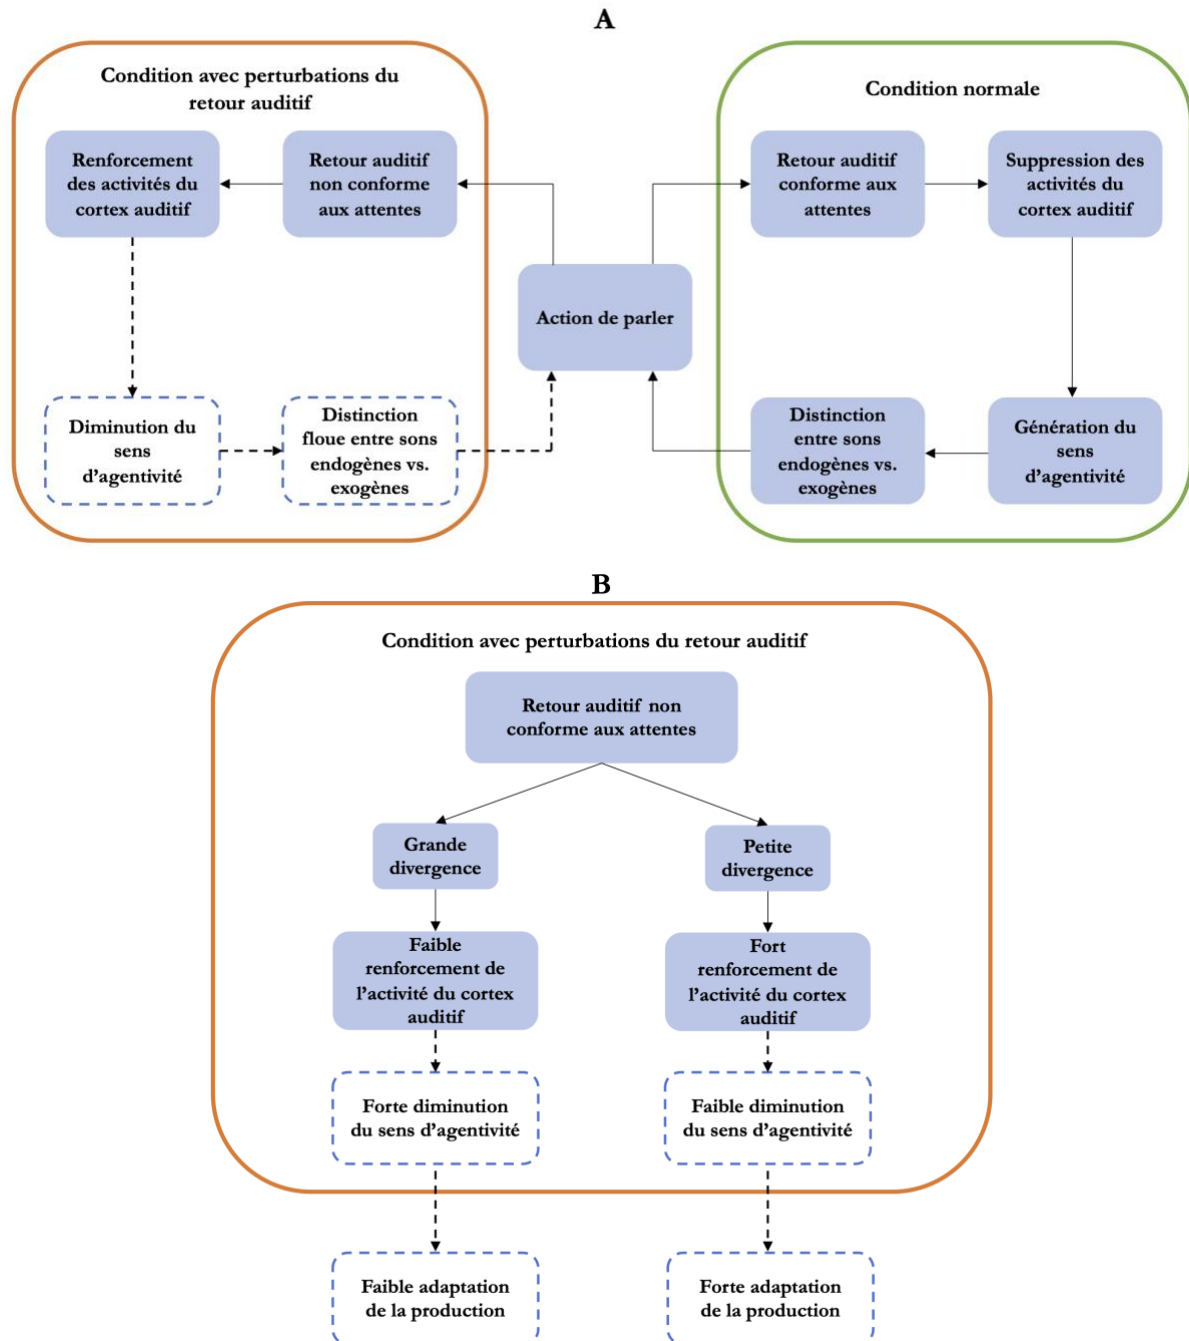 A
Condition avec perturbations du
retour auditif
Renforcement
des activités du
cortex auditif
Retour auditif
non conforme
aux attentes
Diminution du
sens
d'agentivité
Distinction
floue entre sons
endogènes vs.
exogènes
Action de parler
Condition normale
Retour auditif
conforme aux
attentes
Suppression des
activités du
cortex auditif
Distinction
entre sons
endogènes vs.
exogènes
Génération du
sens
d'agentivité
B
Condition avec perturbations du retour auditif
Retour auditif non
conforme aux attentes
Grande
divergence
Petite
divergence
Faible
renforcement de
l'activité du cortex
auditif
Fort
renforcement de
l'activité du cortex
auditif
Forte diminution
du sens d'agentivité
Faible diminution
du sens d'agentivité
Faible adaptation
de la production
Forte adaptation
de la production